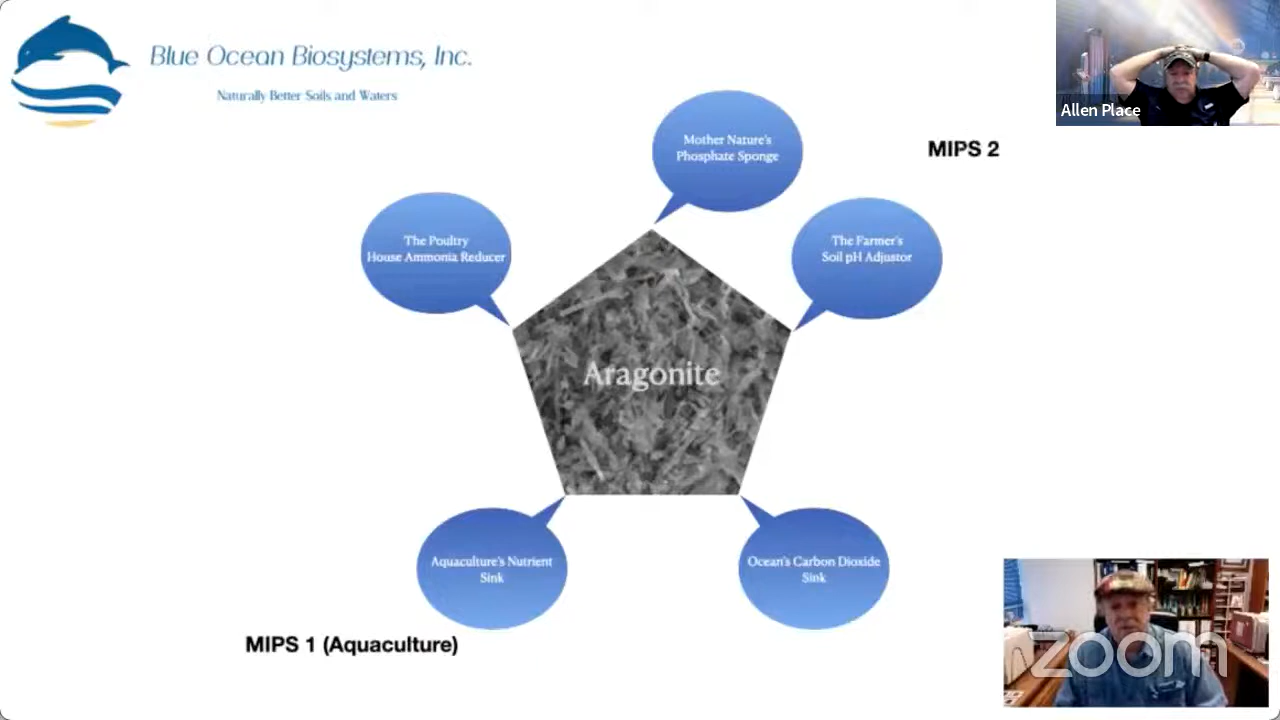 Blue Ocean Biosystems, Inc.
Naturally Better Soils and Waters
Allen Place
Mother Nature's
Phosphate Sponge
MIPS 2
The Poultry
House Ammonia Reducer
The Farmer's
Soil pH Adjustor
Aragonite
Aquaculture's Nutrient
Sink
Ocean's Carbon Dioxide
Sink
MIPS 1 (Aquaculture)
zoom